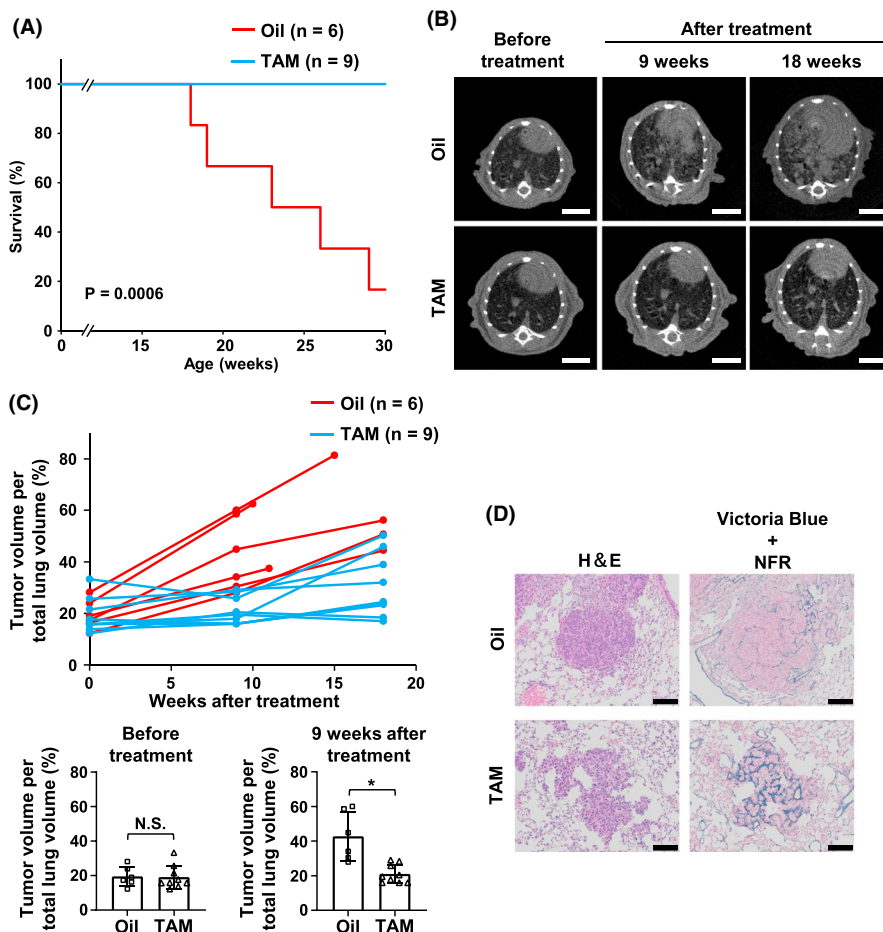 (A)
Oil (n = 6)
TAM (n = 9)
Survival (%)
100
80
60
40
20
0
P = 0.0006
0
15
20
25
30
Age (weeks)
(B)
Before
treatment
After treatment
9 weeks
18 weeks
Oil
TAM
(C)
Oil (n = 6)
TAM (n = 9)
Tumor volume per
total lung volume (%)
80
60
40
20
0
0
5
10
15
20
Weeks after treatment
Before
treatment
Tumor volume per
total lung volume (%)
80
60
40
20
0
N.S.
Oil
TAM
9 weeks after
treatment
Tumor volume per
total lung volume (%)
80
60
40
20
0
*
Oil
TAM
(D)
H & E
Victoria Blue
+
NFR
Oil
TAM